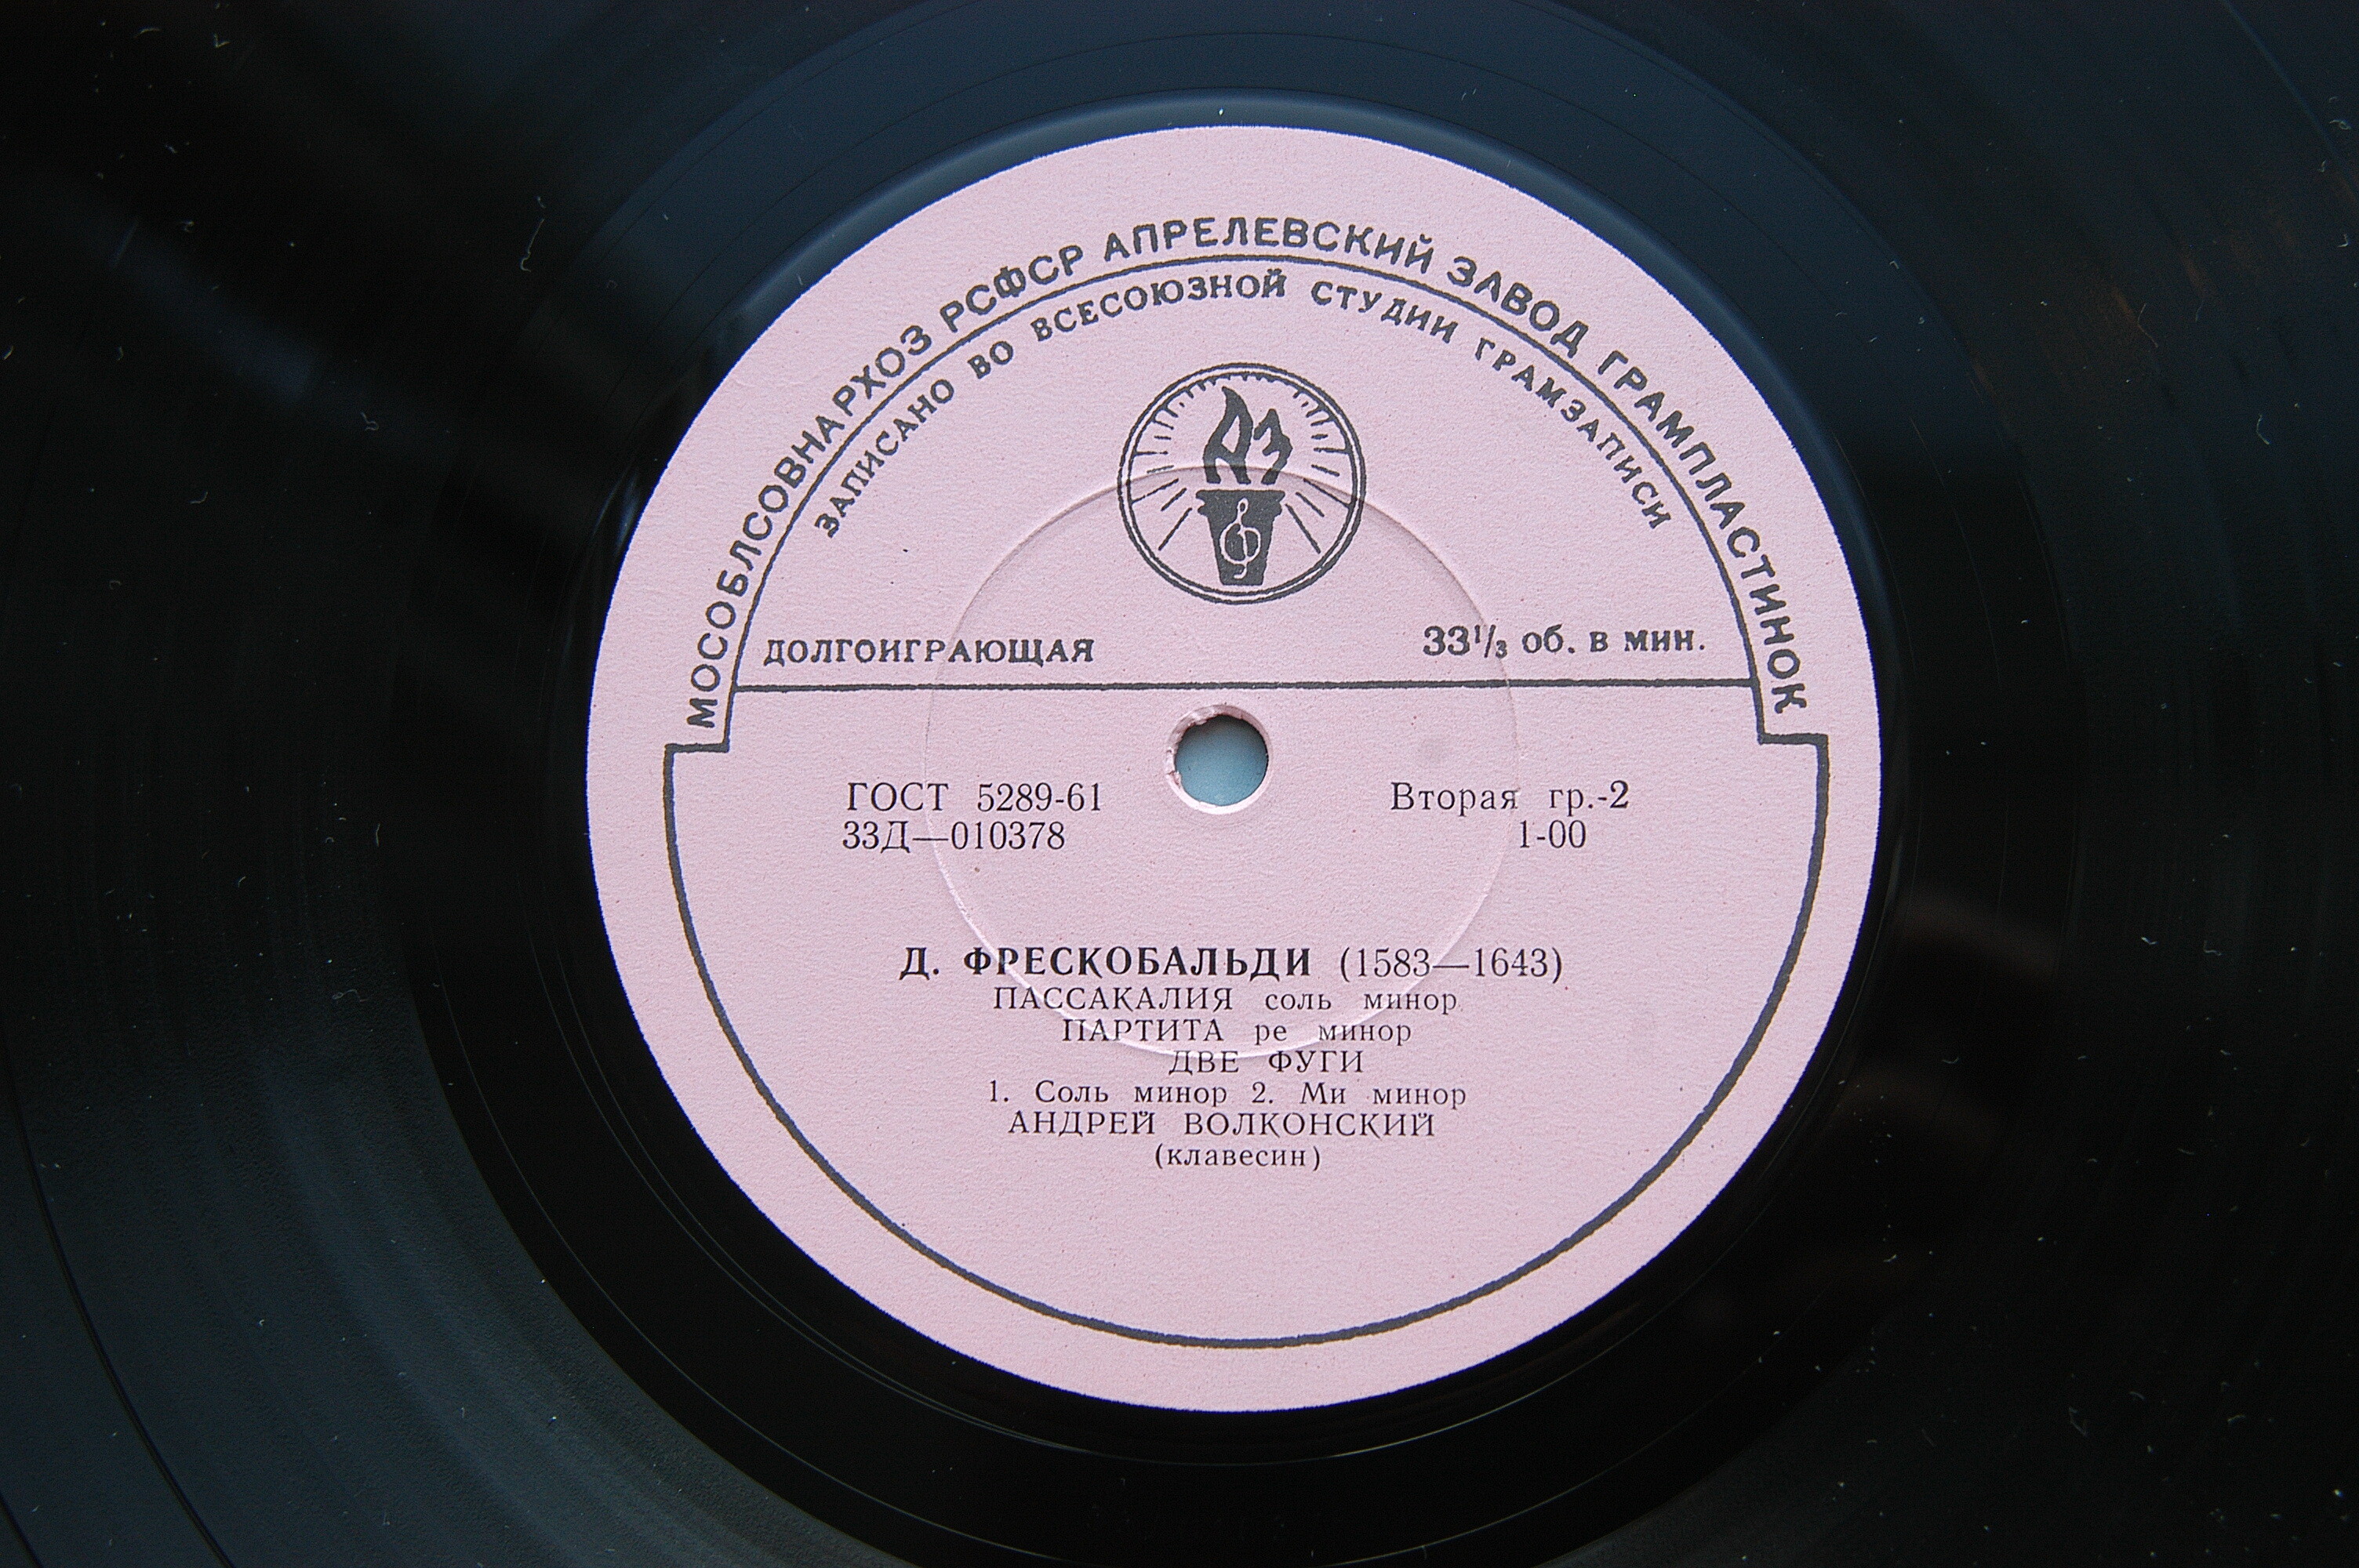 МОСОБЛСОВНАРХОЗ РСФСР АПРЕЛЕВСКИЙ ЗАВОД ГРАМПЛАСТИНОК
ЗАПИСАНО ВО ВСЕСОЮЗНОЙ СТУДИИ ГРАМЗАПИСИ
АЗ
ДОЛГОИГРАЮЩАЯ 33⅓ об. в мин.
ГОСТ 5289-61 Вторая гр.-2
33Д—010378 1-00
Д. ФРЕСКОБАЛЬДИ (1583—1643)
ПАССАКАЛИЯ соль минор
ПАРТИТА ре минор
ДВЕ ФУГИ
1. Соль минор 2. Ми минор
АНДРЕЙ ВОЛКОНСКИЙ
(клавесин)